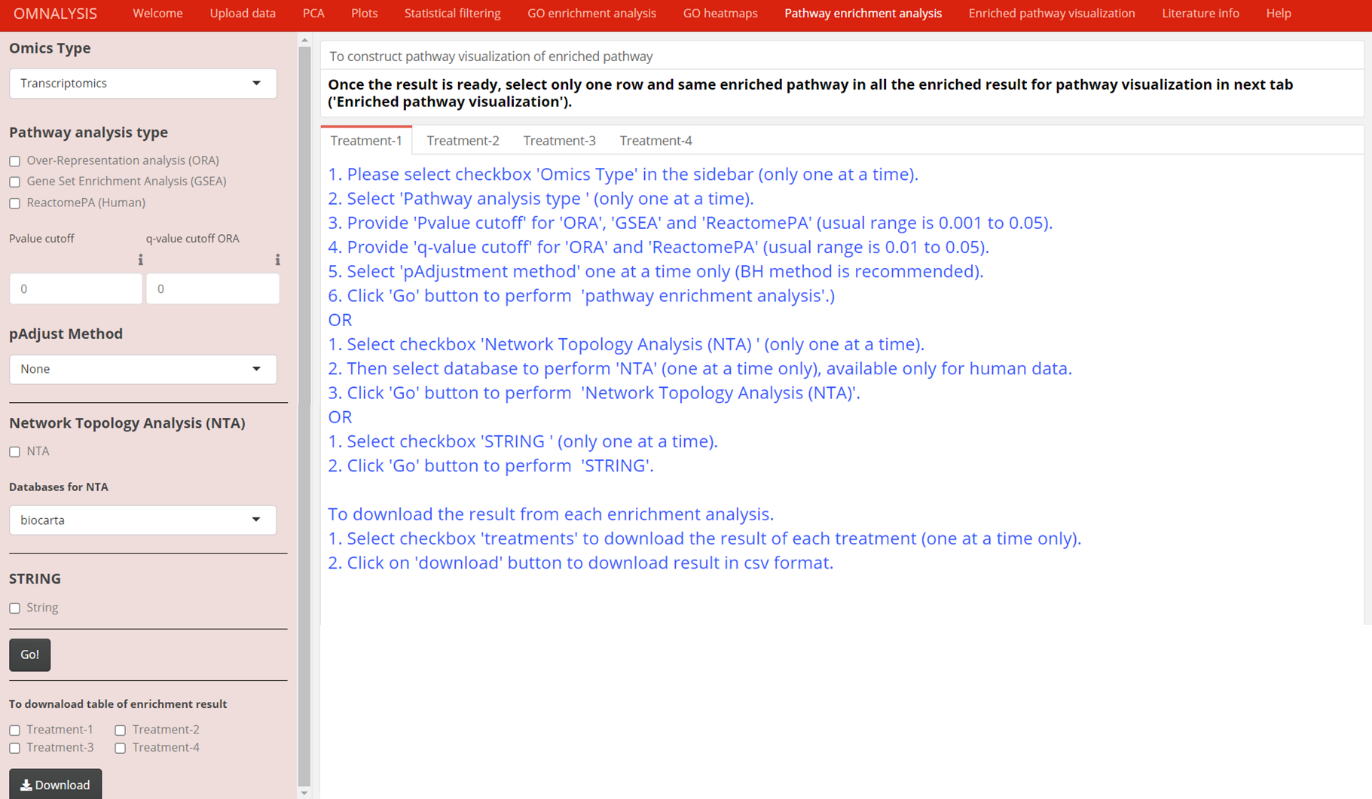 OMNALYSIS Welcome Upload data PCA Plots Statistical filtering GO enrichment analysis GO heatmaps Pathway enrichment analysis Enriched pathway visualization Literature info Help
Omics Type
Transcriptomics
Pathway analysis type
Over-Representation analysis (ORA)
Gene Set Enrichment Analysis (GSEA)
ReactomePA (Human)
Pvalue cutoff q-value cutoff ORA
i i
0 0
pAdjust Method
None
Network Topology Analysis (NTA)
NTA
Databases for NTA
biocarta
STRING
String
Go!
To downaload table of enrichment result
Treatment-1 Treatment-2
Treatment-3 Treatment-4
Download
To construct pathway visualization of enriched pathway
Once the result is ready, select only one row and same enriched pathway in all the enriched result for pathway visualization in next tab
('Enriched pathway visualization').
Treatment-1 Treatment-2 Treatment-3 Treatment-4
1. Please select checkbox 'Omics Type' in the sidebar (only one at a time).
2. Select 'Pathway analysis type ' (only one at a time).
3. Provide 'Pvalue cutoff' for 'ORA', 'GSEA' and 'ReactomePA' (usual range is 0.001 to 0.05).
4. Provide 'q-value cutoff' for 'ORA' and 'ReactomePA' (usual range is 0.01 to 0.05).
5. Select 'pAdjustment method' one at a time only (BH method is recommended).
6. Click 'Go' button to perform 'pathway enrichment analysis'.)
OR
1. Select checkbox 'Network Topology Analysis (NTA) ' (only one at a time).
2. Then select database to perform 'NTA' (one at a time only), available only for human data.
3. Click 'Go' button to perform 'Network Topology Analysis (NTA)'.
OR
1. Select checkbox 'STRING ' (only one at a time).
2. Click 'Go' button to perform 'STRING'.
To download the result from each enrichment analysis.
1. Select checkbox 'treatments' to download the result of each treatment (one at a time only).
2. Click on 'download' button to download result in csv format.